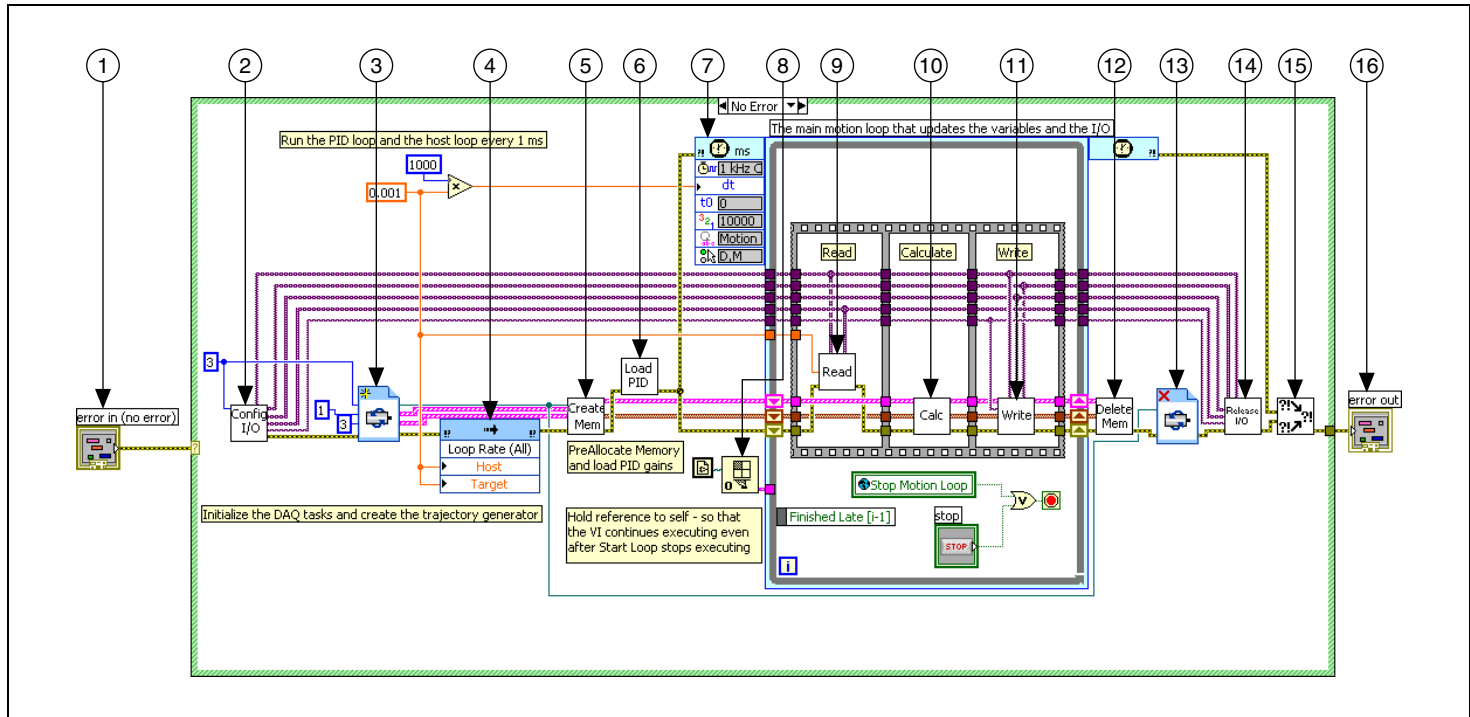 1 2 3 4 5 6 7 8 9 10 11 12 13 14 15 16
No Error
Run the PID loop and the host loop every 1 ms
The main motion loop that updates the variables and the I/O
1000
0.001
ms
1 kHz C
dt
t0 0
10000
Motion
D,M
Read Calculate Write
3
error in (no error)
Config
I/O
1
3
Loop Rate (All)
Host
Target
Create
Mem
Load
PID
PreAllocate Memory
and load PID gains
Read
Calc
Write
Delete
Mem
Release
I/O
error out
Initialize the DAQ tasks and create the trajectory generator
Hold reference to self - so that
the VI continues executing even
after Start Loop stops executing
0
Stop Motion Loop
Finished Late [i-1]
stop
STOP
V
i